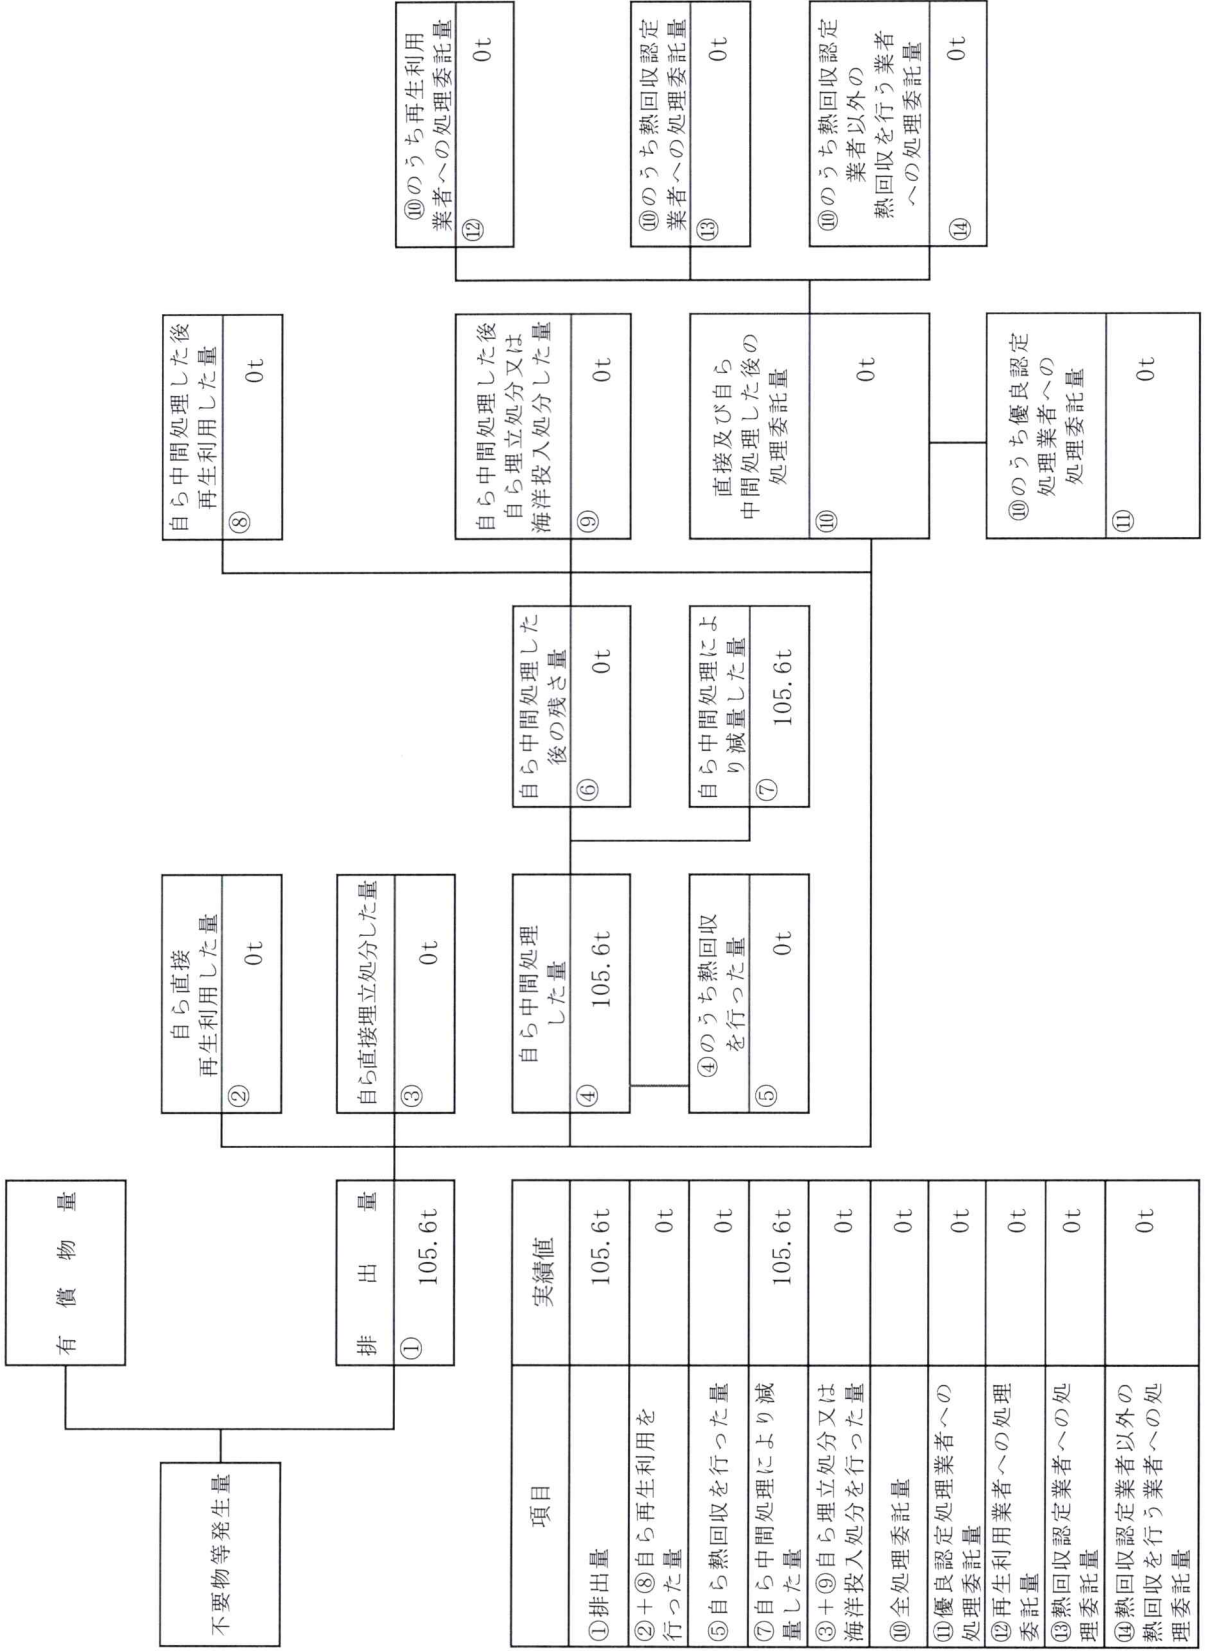 有償物量
不要物等発生量
排出量
①
105.6t
自ら直接
再生利用した量
②
0t
自ら直接埋立処分した量
③
0t
自ら中間処理
した量
④
105.6t
④のうち熱回収
を行った量
⑤
0t
自ら中間処理した
後の残さ量
⑥
0t
自ら中間処理によ
り減量した量
⑦
105.6t
自ら中間処理した後
再生利用した量
⑧
0t
自ら中間処理した後
自ら埋立処分又は
海洋投入処分した量
⑨
0t
直接及び自ら
中間処理した後の
処理委託量
⑩
0t
⑩のうち優良認定
処理業者への
処理委託量
⑪
0t
⑩のうち再生利用
業者への処理委託量
⑫
0t
⑩のうち熱回収認定
業者への処理委託量
⑬
0t
⑩のうち熱回収認定
業者以外の
熱回収を行う業者
への処理委託量
⑭
0t
項目 実績値
①排出量 105.6t
②+⑧自ら再生利用を
行った量 0t
⑤自ら熱回収を行った量 0t
⑦自ら中間処理により減
量した量 105.6t
③+⑨自ら埋立処分又は
海洋投入処分を行った量 0t
⑩全処理委託量 0t
⑪優良認定処理業者への
処理委託量 0t
⑫再生利用業者への処理
委託量 0t
⑬熱回収認定業者への処
理委託量 0t
⑭熱回収認定業者以外の
熱回収を行う業者への処
理委託量 0t